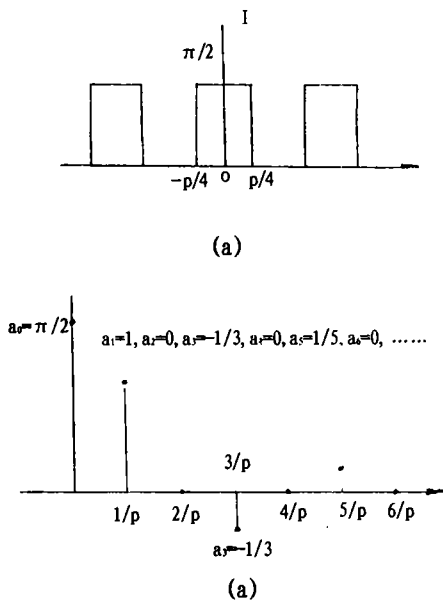 I
π/2
-p/4 0 p/4
(a)
a₀=π/2
a₁=1, a₂=0, a₃=-1/3, a₄=0, a₅=1/5, a₆=0, ……
3/p
1/p 2/p 4/p 5/p 6/p
a₃=-1/3
(a)